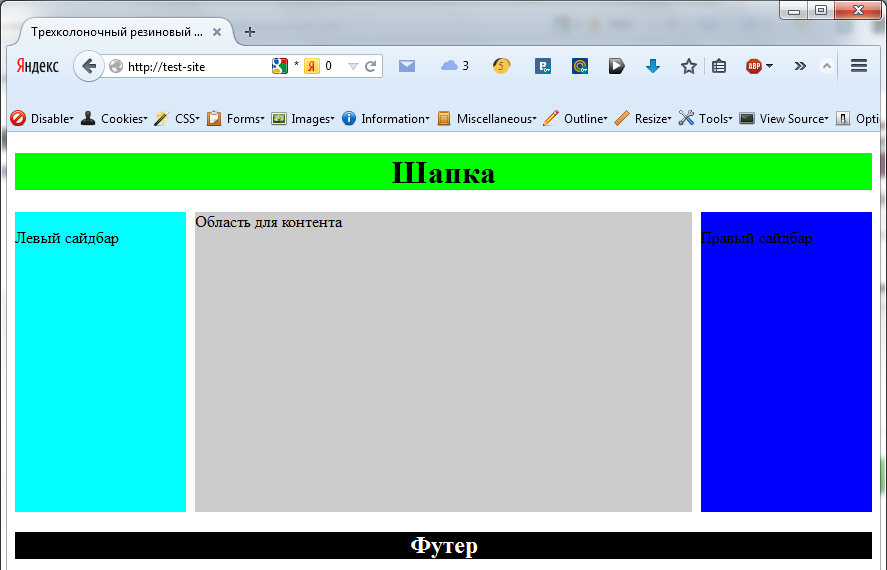 Трехколоночный резиновый ...
Яндекс http://test-site * Я 0 3 5 ABP
Disable Cookies CSS Forms Images Information Miscellaneous Outline Resize Tools View Source Opti
Шапка
Область для контента
Левый сайдбар
Правый сайдбар
Футер